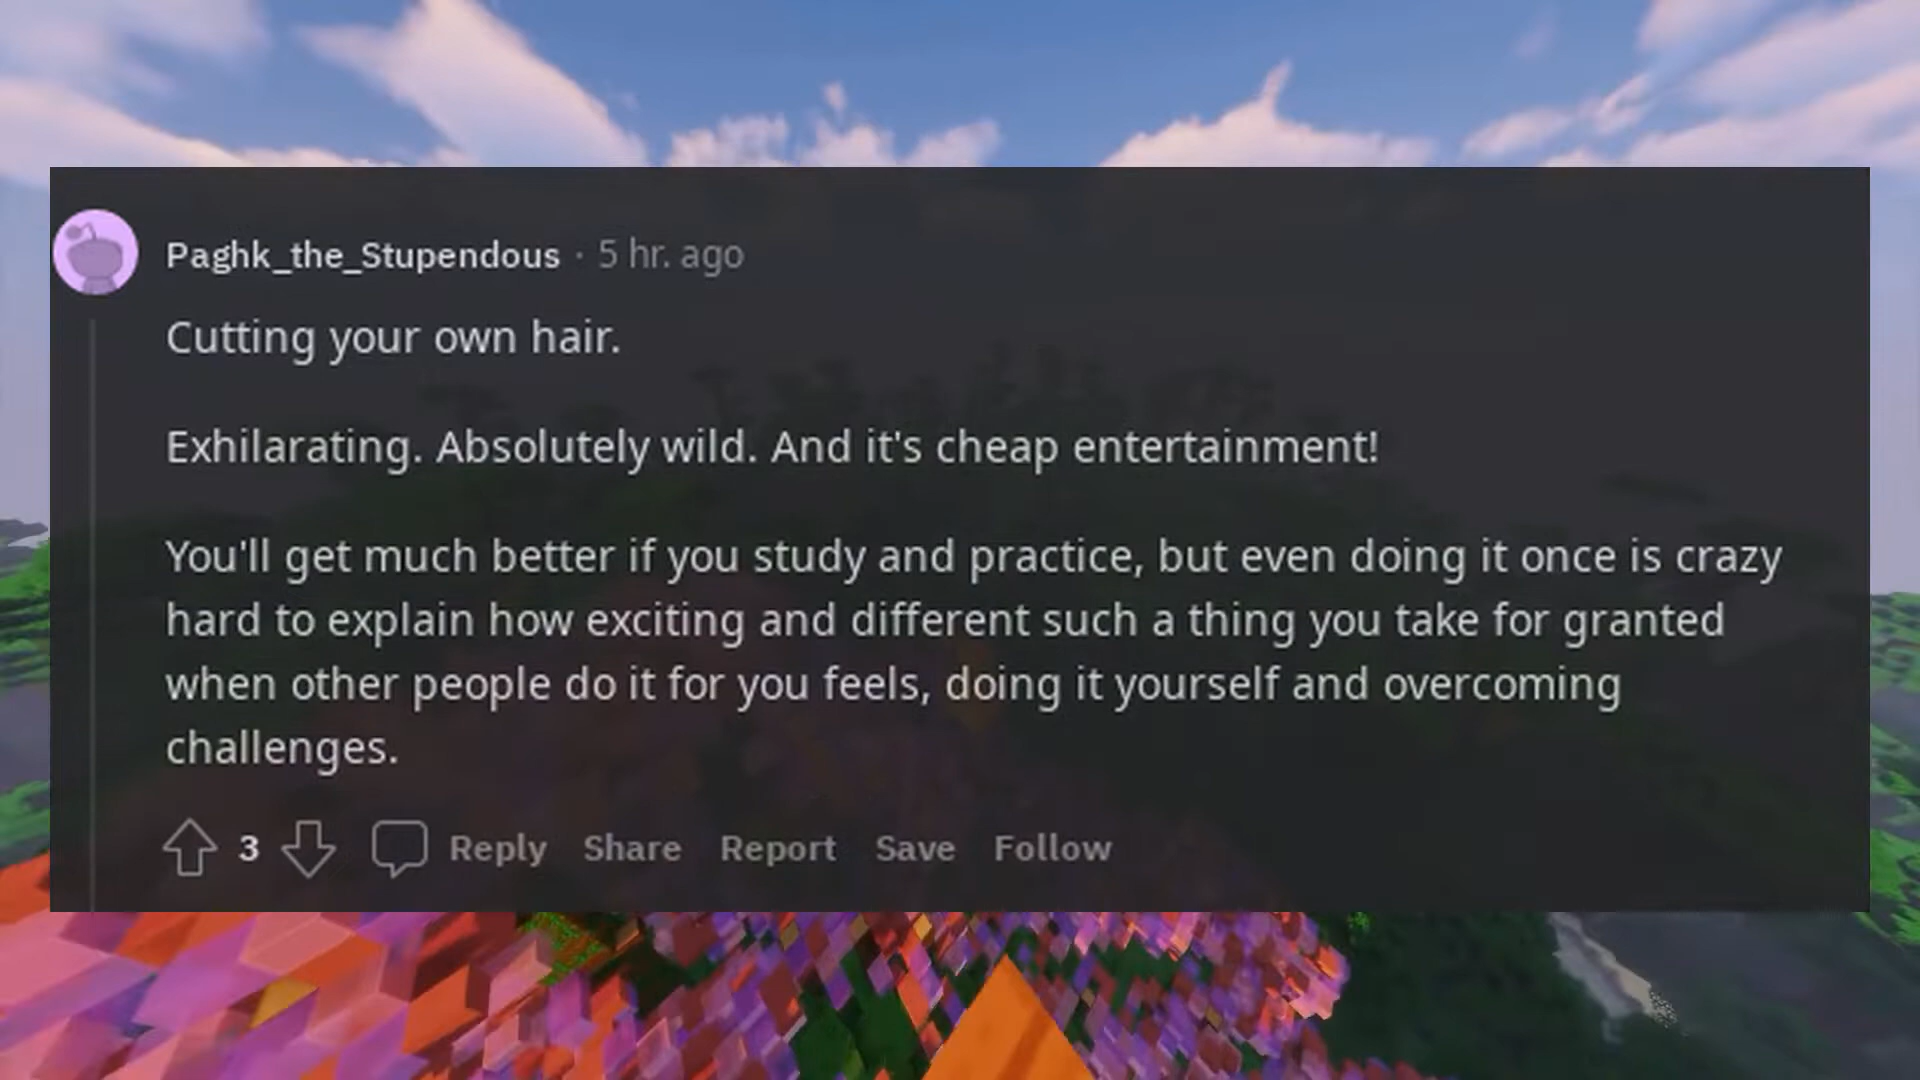 Paghk_the_Stupendous · 5 hr. ago
Cutting your own hair.
Exhilarating. Absolutely wild. And it's cheap entertainment!
You'll get much better if you study and practice, but even doing it once is crazy
hard to explain how exciting and different such a thing you take for granted
when other people do it for you feels, doing it yourself and overcoming
challenges.
3 Reply Share Report Save Follow